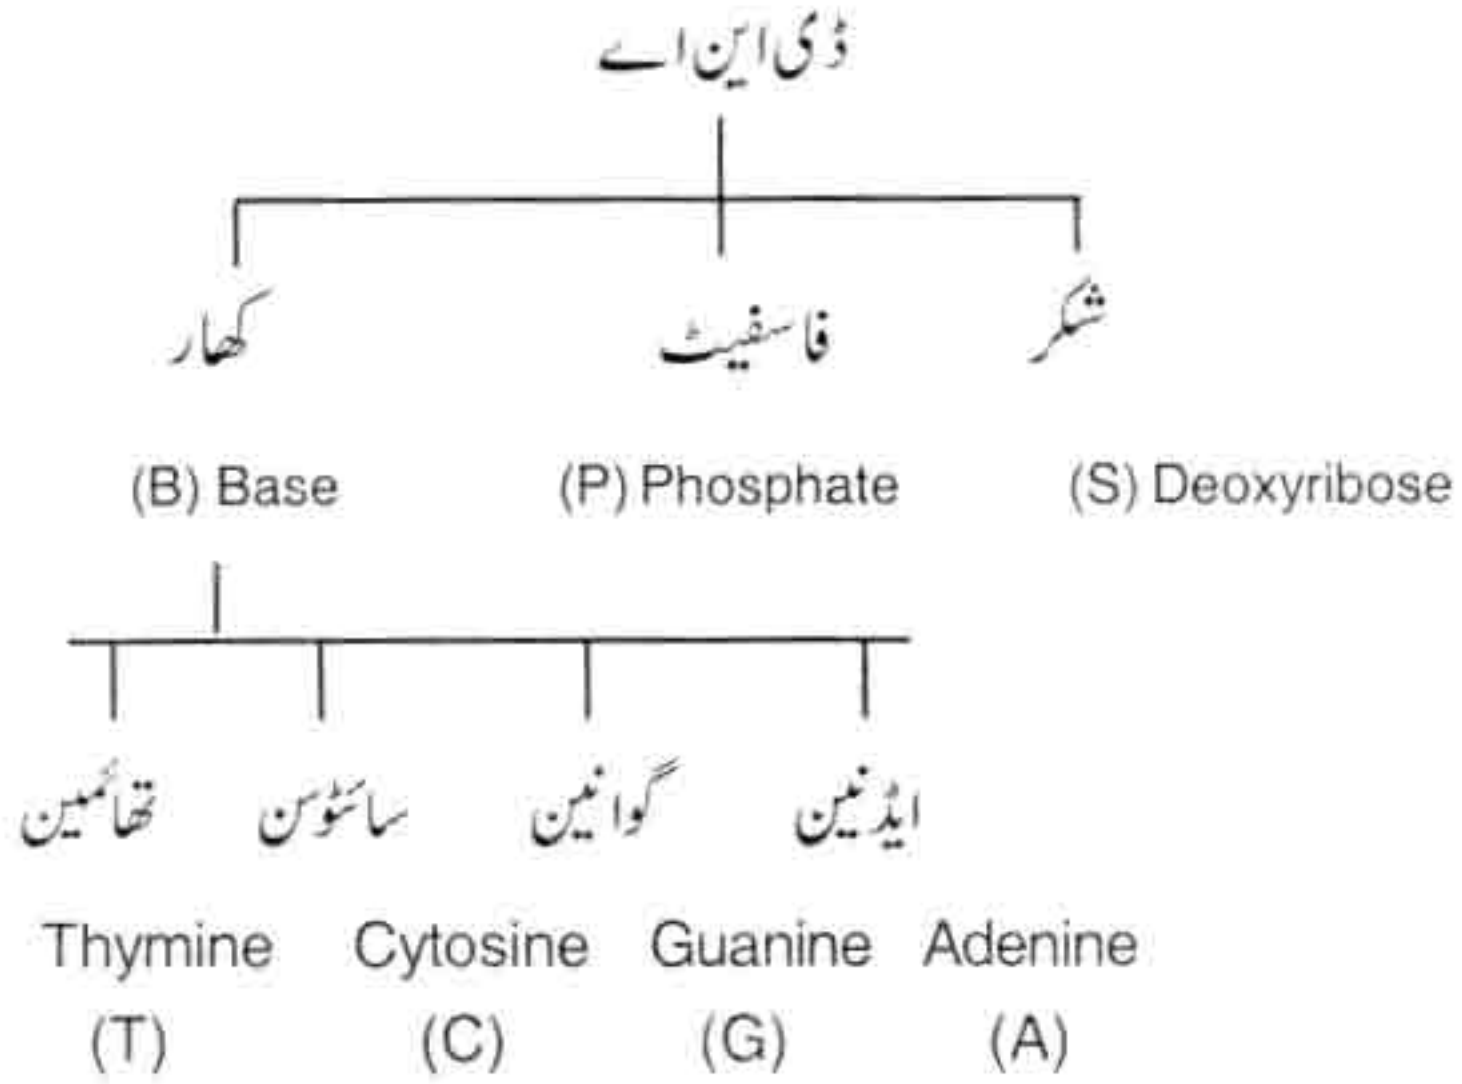 ڈی این اے
شکر فاسفیٹ کھار
(B) Base (P) Phosphate (S) Deoxyribose
ایڈنین گوانین سائٹوسن تھائمین
Thymine Cytosine Guanine Adenine
(T) (C) (G) (A)